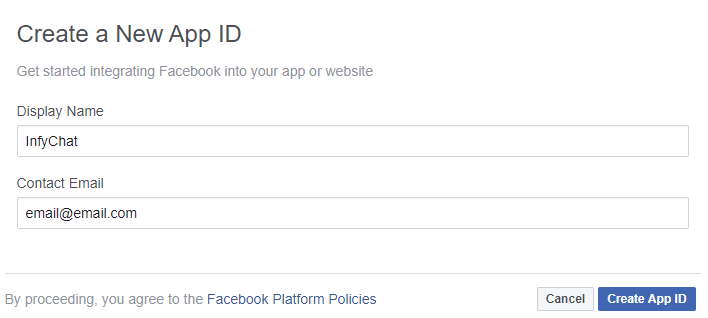 Create a New App ID
Get started integrating Facebook into your app or website
Display Name
InfyChat
Contact Email
email@email.com
By proceeding, you agree to the Facebook Platform Policies
Cancel
Create App ID